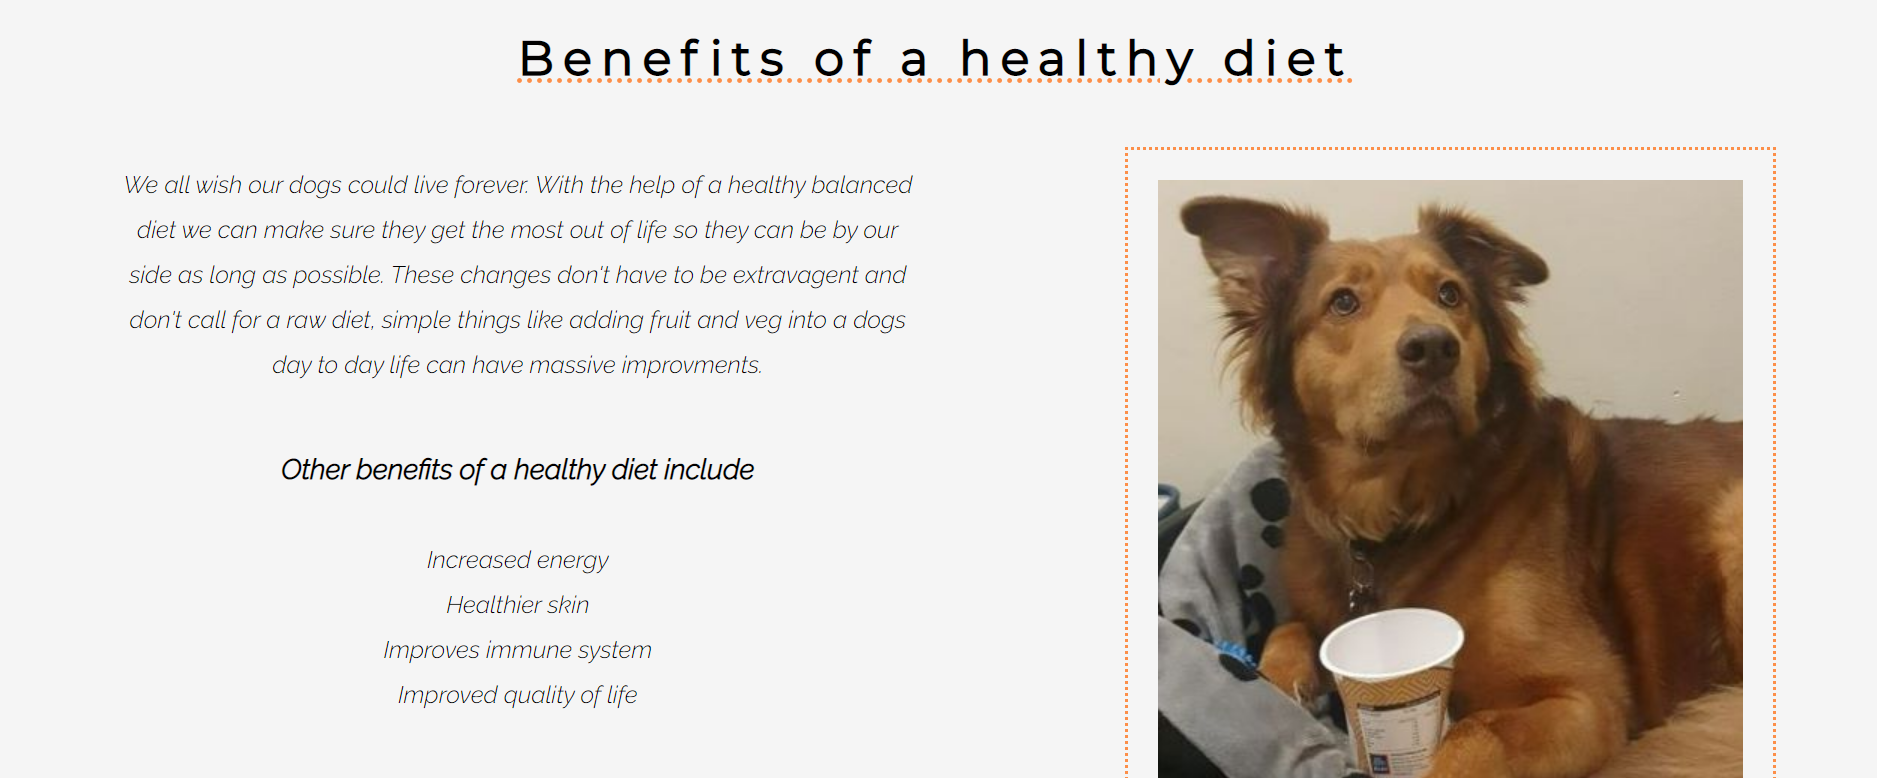 Benefits of a healthy diet
We all wish our dogs could live forever. With the help of a healthy balanced
diet we can make sure they get the most out of life so they can be by our
side as long as possible. These changes don't have to be extravagent and
don't call for a raw diet, simple things like adding fruit and veg into a dogs
day to day life can have massive improvments.
Other benefits of a healthy diet include
Increased energy
Healthier skin
Improves immune system
Improved quality of life